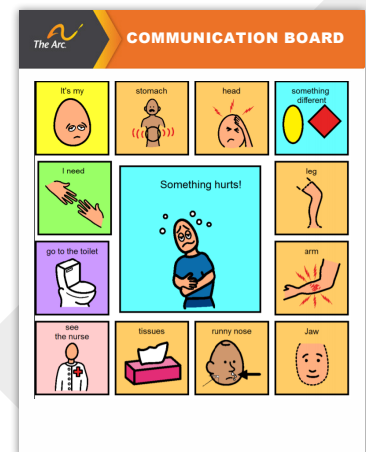 The Arc
COMMUNICATION BOARD
It's my
stomach
head
something
different
I need
Something hurts!
leg
go to the toilet
arm
see
the nurse
tissues
runny nose
Jaw